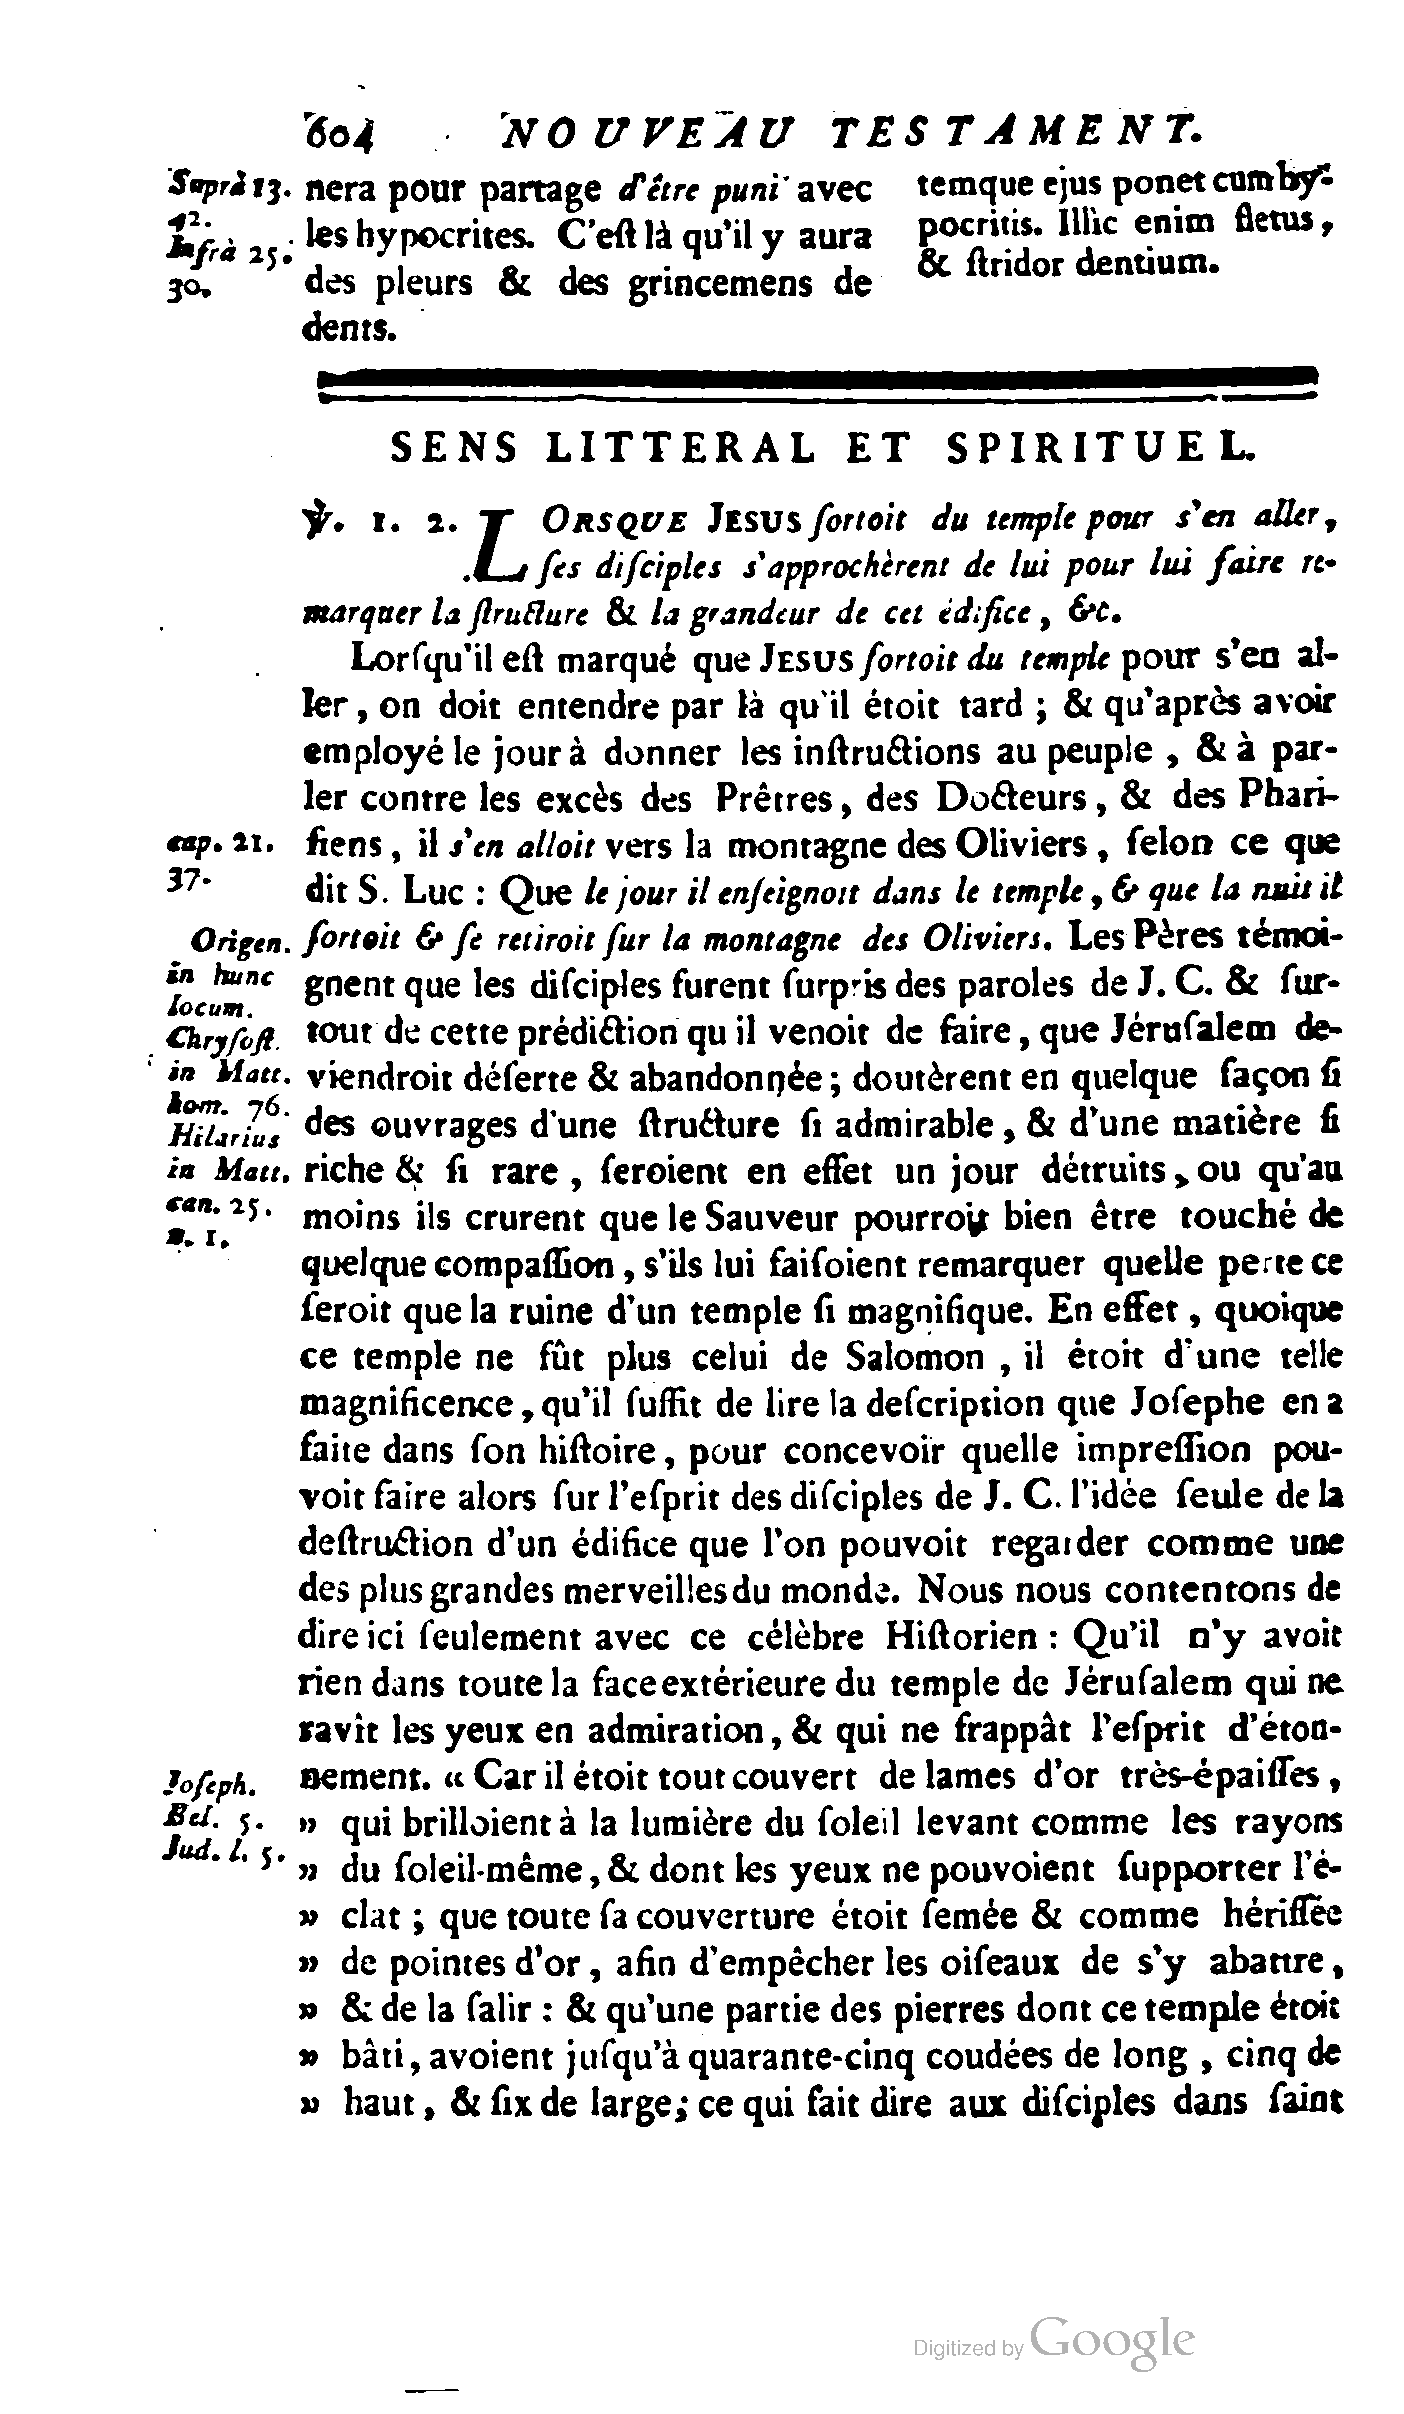 604 NOUVEAU TESTAMENT.
Suprà 13.
42.
Infrà 25.
30.
nera pour partage d'être puni avec
les hypocrites. C'eſt là qu'il y aura
des pleurs & des grincemens de
dents.
temque ejus ponet cum hy-
pocritis. Illìc enim fletus,
& ſtridor dentium.
SENS LITTERAL ET SPIRITUEL.
℣. 1. 2. LORSQUE JESUS ſortoit du temple pour s'en aller,
ſes diſciples s'approchèrent de lui pour lui faire re-
marquer la ſtructure & la grandeur de cet édifice, &c.
Lorſqu'il eſt marqué que JESUS ſortoit du temple pour s'en al-
ler, on doit entendre par là qu'il étoit tard ; & qu'après avoir
employé le jour à donner les inſtructions au peuple, & à par-
ler contre les excès des Prêtres, des Docteurs, & des Phari-
cap. 21.
37.
ſiens, il s'en alloit vers la montagne des Oliviers, ſelon ce que
dit S. Luc : Que le jour il enſeignoit dans le temple, & que la nuit il
Origen.
in hunc
locum.
Chryſoſt.
in Matt.
hom. 76.
Hilarius
in Matt.
can. 25.
n. 1.
ſortoit & ſe retiroit ſur la montagne des Oliviers. Les Pères témoi-
gnent que les diſciples furent ſurpris des paroles de J. C. & ſur-
tout de cette prédiction qu il venoit de faire, que Jéruſalem de-
viendroit déſerte & abandonnée ; doutèrent en quelque façon ſi
des ouvrages d'une ſtructure ſi admirable, & d'une matière ſi
riche & ſi rare, ſeroient en effet un jour détruits, ou qu'au
moins ils crurent que le Sauveur pourroit bien être touché de
quelque compaſſion, s'ils lui faiſoient remarquer quelle perte ce
ſeroit que la ruine d'un temple ſi magnifique. En effet, quoique
ce temple ne fût plus celui de Salomon, il étoit d'une telle
magnificence, qu'il ſuffit de lire la deſcription que Joſephe en a
faite dans ſon hiſtoire, pour concevoir quelle impreſſion pou-
voit faire alors ſur l'eſprit des diſciples de J. C. l'idée ſeule de la
deſtruction d'un édifice que l'on pouvoit regarder comme une
des plus grandes merveilles du monde. Nous nous contentons de
dire ici ſeulement avec ce célèbre Hiſtorien : Qu'il n'y avoit
rien dans toute la face extérieure du temple de Jéruſalem qui ne
ravît les yeux en admiration, & qui ne frappât l'eſprit d'éton-
Joſeph.
Bel. 5.
Jud. l. 5.
nement. « Car il étoit tout couvert de lames d'or très-épaiſſes,
» qui brilloient à la lumière du ſoleil levant comme les rayons
» du ſoleil-même, & dont les yeux ne pouvoient ſupporter l'é-
» clat ; que toute ſa couverture étoit ſemée & comme hériſſée
» de pointes d'or, afin d'empêcher les oiſeaux de s'y abattre,
» & de la ſalir : & qu'une partie des pierres dont ce temple étoit
» bâti, avoient juſqu'à quarante-cinq coudées de long, cinq de
» haut, & ſix de large ; ce qui fait dire aux diſciples dans ſaint
Digitized by Google